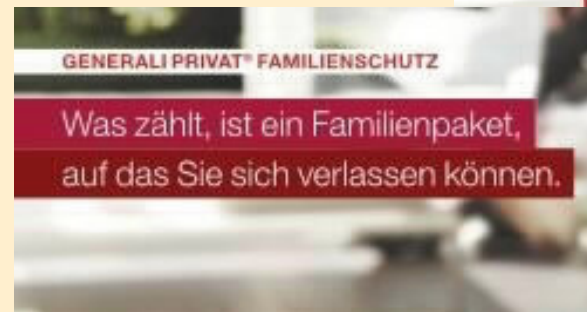 GENERALI PRIVAT® FAMILIENSCHUTZ
Was zählt, ist ein Familienpaket,
auf das Sie sich verlassen können.